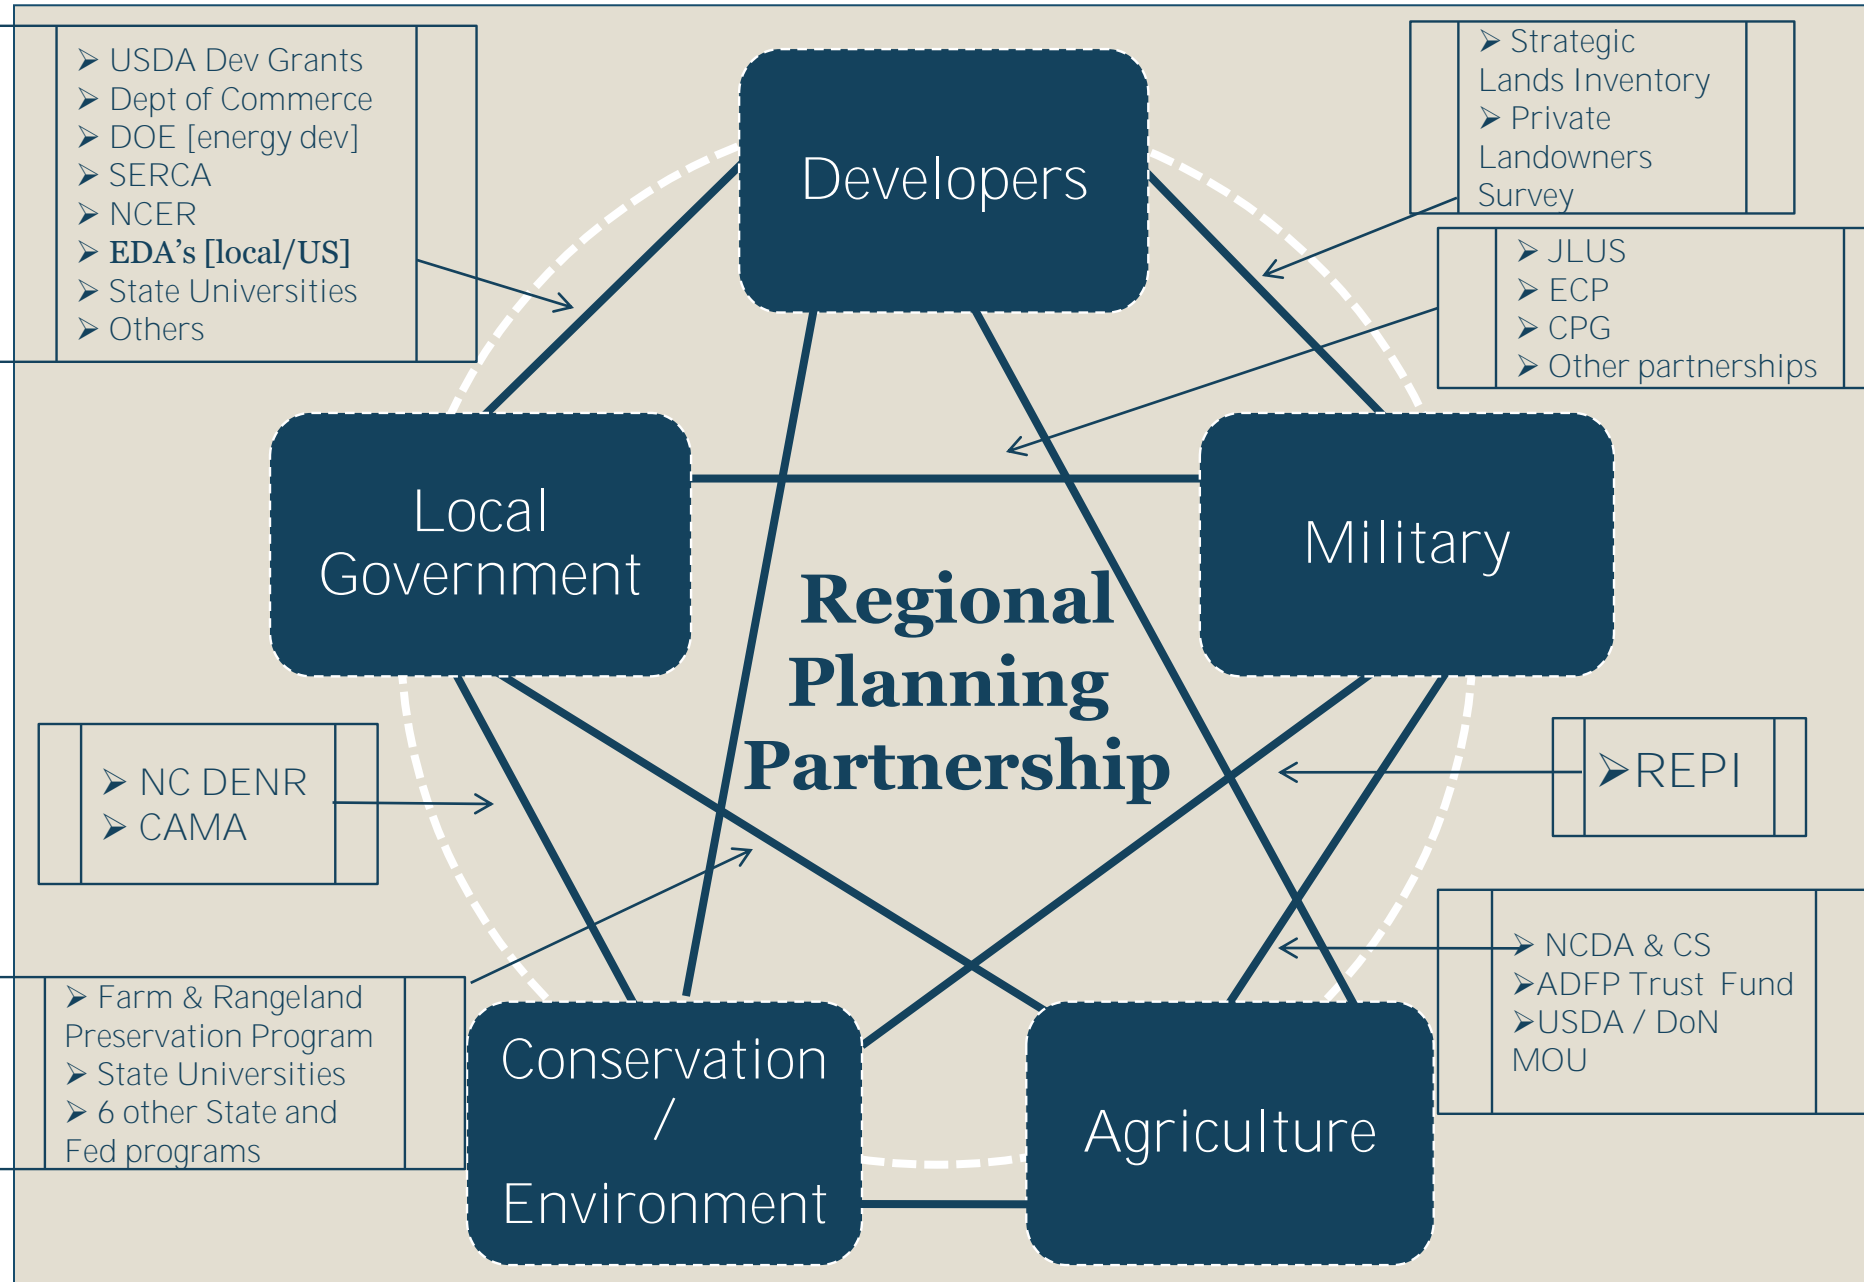 ➢ USDA Dev Grants
➢ Dept of Commerce
➢ DOE [energy dev]
➢ SERCA
➢ NCER
➢ EDA's [local/US]
➢ State Universities
➢ Others
Developers
➢ Strategic
Lands Inventory
➢ Private
Landowners
Survey
➢ JLUS
➢ ECP
➢ CPG
➢ Other partnerships
Local
Government
Military
Regional
Planning
Partnership
➢ NC DENR
➢ CAMA
➢REPI
➢ Farm & Rangeland
Preservation Program
➢ State Universities
➢ 6 other State and
Fed programs
Conservation
/
Environment
Agriculture
➢ NCDA & CS
➢ADFP Trust Fund
➢USDA / DoN
MOU